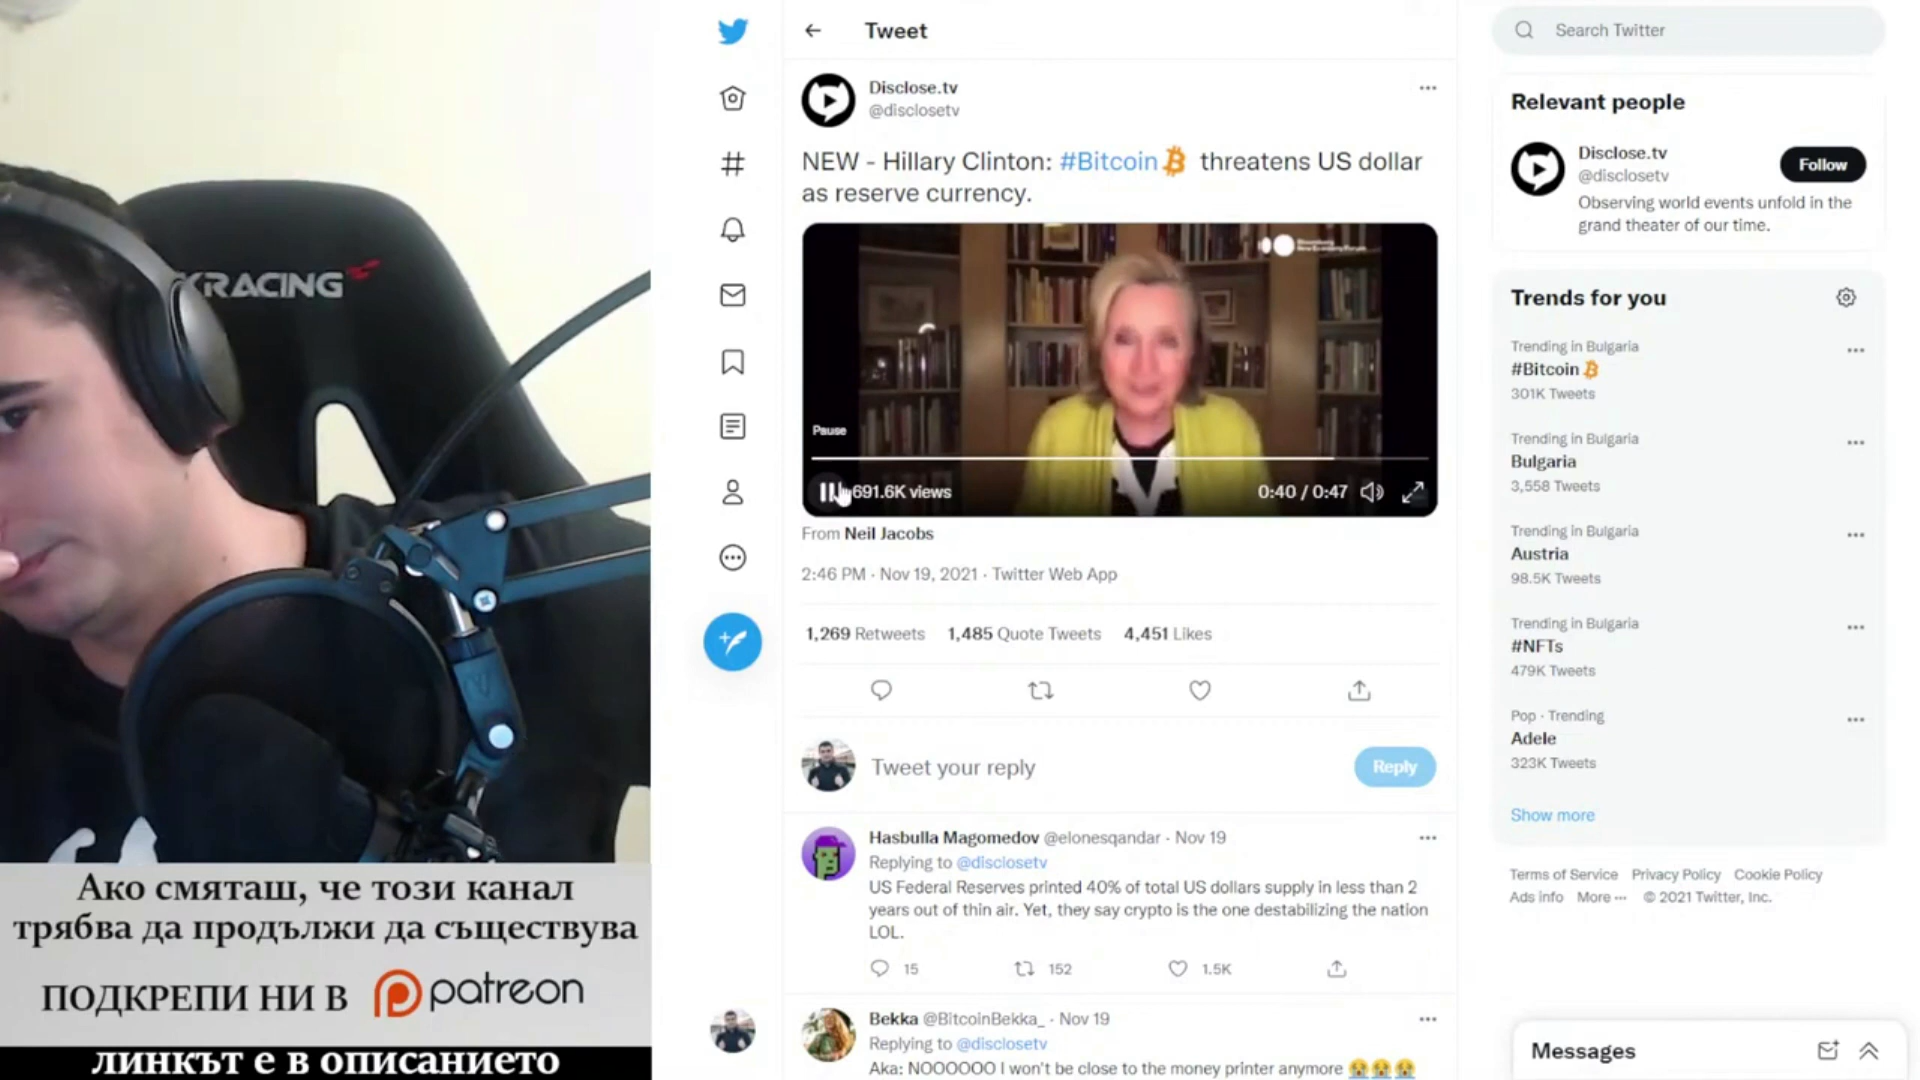 KRACING
Ако смяташ, че този канал
трябва да продължи да съществува
ПОДКРЕПИ НИ В patreon
линкът е в описанието
Tweet
Disclose.tv
@disclosetv
NEW - Hillary Clinton: #Bitcoin threatens US dollar
as reserve currency.
Pause
691.6K views
0:40 / 0:47
From Neil Jacobs
2:46 PM · Nov 19, 2021 · Twitter Web App
1,269 Retweets 1,485 Quote Tweets 4,451 Likes
Tweet your reply
Reply
Hasbulla Magomedov @elonesqandar · Nov 19
Replying to @disclosetv
US Federal Reserves printed 40% of total US dollars supply in less than 2
years out of thin air. Yet, they say crypto is the one destabilizing the nation
LOL.
15 152 1.5K
Bekka @BitcoinBekka_ · Nov 19
Replying to @disclosetv
Aka: NOOOOOO I won't be close to the money printer anymore 😭😭😭
Search Twitter
Relevant people
Disclose.tv
@disclosetv
Follow
Observing world events unfold in the
grand theater of our time.
Trends for you
Trending in Bulgaria
#Bitcoin
301K Tweets
Trending in Bulgaria
Bulgaria
3,558 Tweets
Trending in Bulgaria
Austria
98.5K Tweets
Trending in Bulgaria
#NFTs
479K Tweets
Pop · Trending
Adele
323K Tweets
Show more
Terms of Service Privacy Policy Cookie Policy
Ads info More ··· © 2021 Twitter, Inc.
Messages